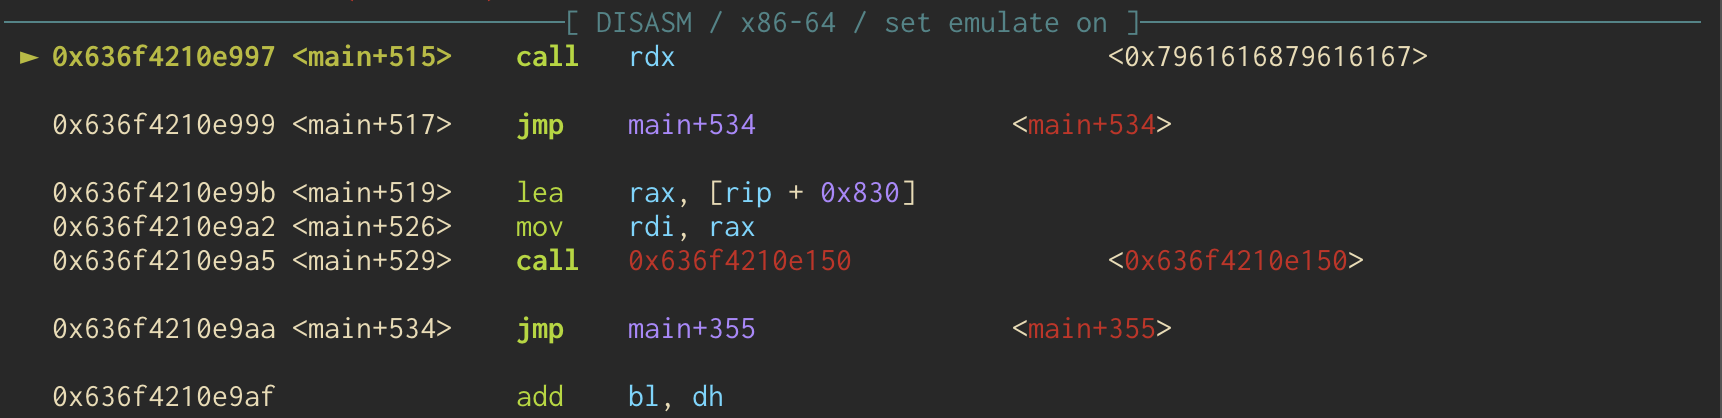 [ DISASM / x86-64 / set emulate on ]
► 0x636f4210e997 <main+515> call rdx <0x7961616879616167>
0x636f4210e999 <main+517> jmp main+534 <main+534>
0x636f4210e99b <main+519> lea rax, [rip + 0x830]
0x636f4210e9a2 <main+526> mov rdi, rax
0x636f4210e9a5 <main+529> call 0x636f4210e150 <0x636f4210e150>
0x636f4210e9aa <main+534> jmp main+355 <main+355>
0x636f4210e9af add bl, dh